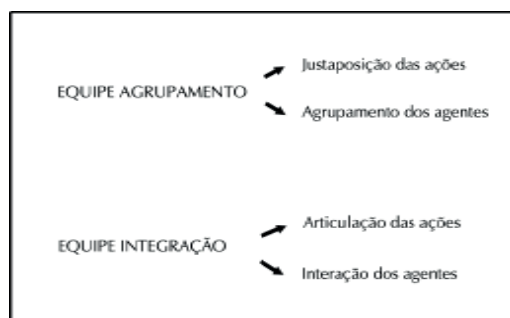 Justaposição das ações
EQUIPE AGRUPAMENTO
Agrupamento dos agentes
Articulação das ações
EQUIPE INTEGRAÇÃO
Interação dos agentes